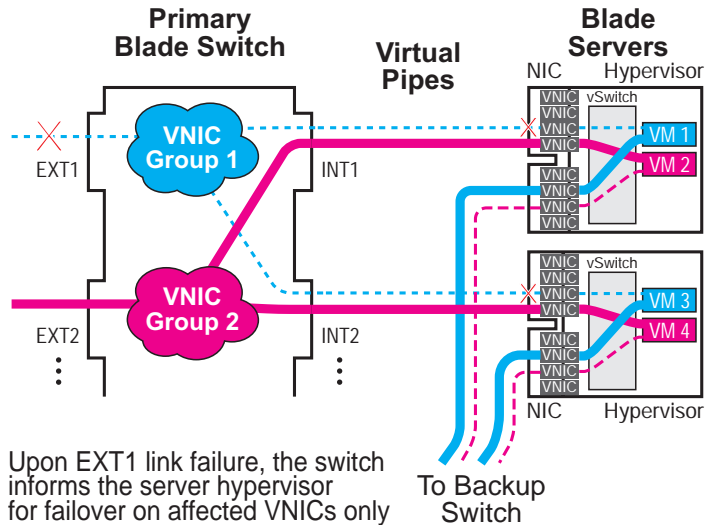 Primary
Blade Switch
Virtual
Pipes
Blade
Servers
NIC
Hypervisor
VNIC
VNIC
VNIC
VNIC
vSwitch
VM 1
VM 2
VNIC
VNIC
VNIC
VNIC
EXT1
VNIC
Group 1
INT1
VNIC
VNIC
VNIC
VNIC
vSwitch
VM 3
VM 4
VNIC
VNIC
VNIC
VNIC
EXT2
VNIC
Group 2
INT2
NIC
Hypervisor
Upon EXT1 link failure, the switch
informs the server hypervisor
for failover on affected VNICs only
To Backup
Switch